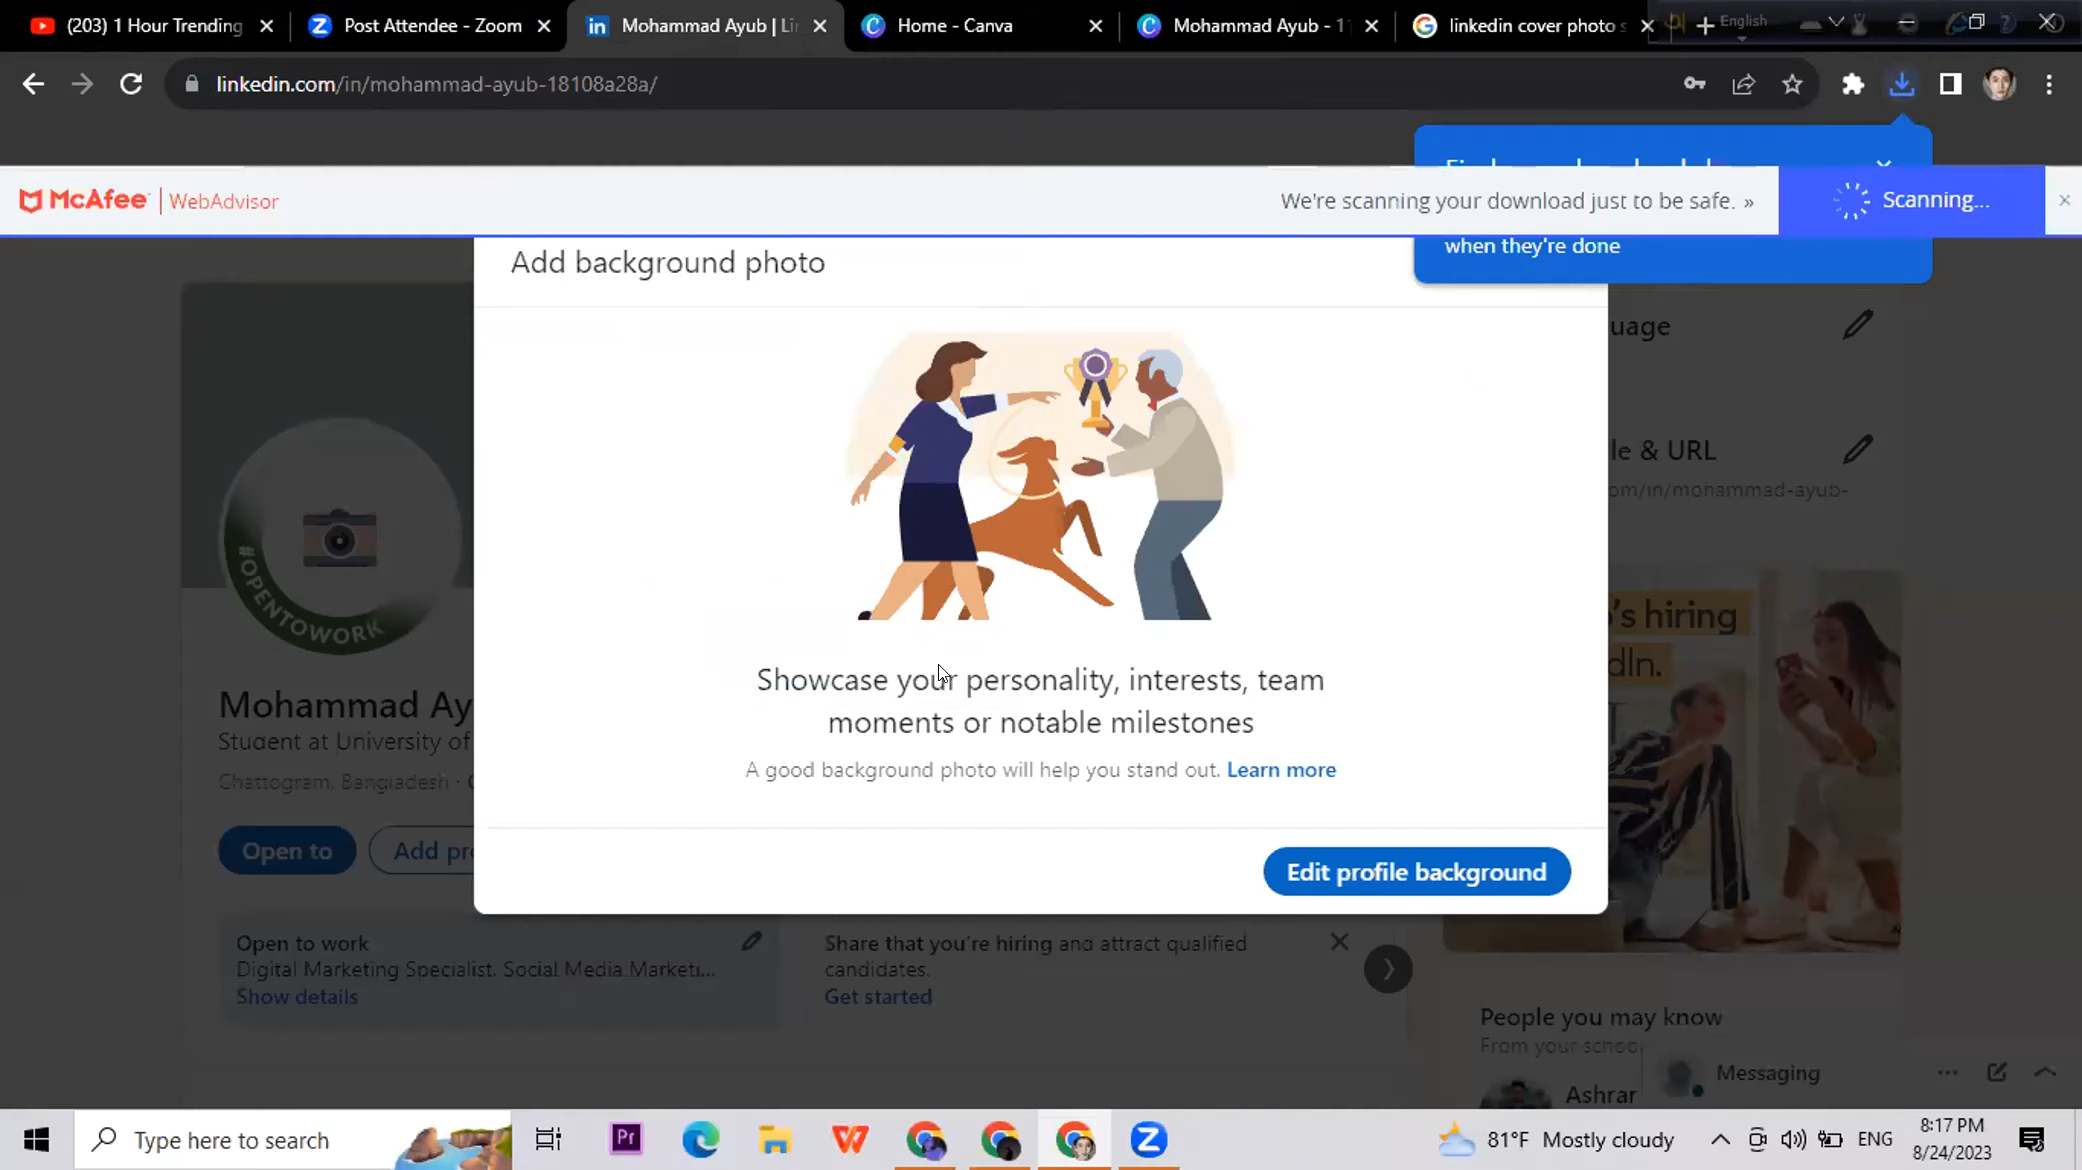 (203) 1 Hour Trending
Post Attendee - Zoom
Mohammad Ayub | Li
Home - Canva
Mohammad Ayub - 1
linkedin cover photo s
English
linkedin.com/in/mohammad-ayub-18108a28a/
McAfee | WebAdvisor
We're scanning your download just to be safe. »
Scanning...
when they're done
Add background photo
uage
le & URL
om/in/mohammad-ayub-
#OPENTOWORK
's hiring
dIn.
Showcase your personality, interests, team
moments or notable milestones
A good background photo will help you stand out. Learn more
Mohammad Ay
Student at University of
Chattogram, Bangladesh ·
Open to
Add pr
Edit profile background
Open to work
Digital Marketing Specialist, Social Media Marketi...
Show details
Share that you're hiring and attract qualified
candidates.
Get started
People you may know
From your school
Ashrar
Messaging
Type here to search
Pr
81°F Mostly cloudy
ENG
8:17 PM
8/24/2023